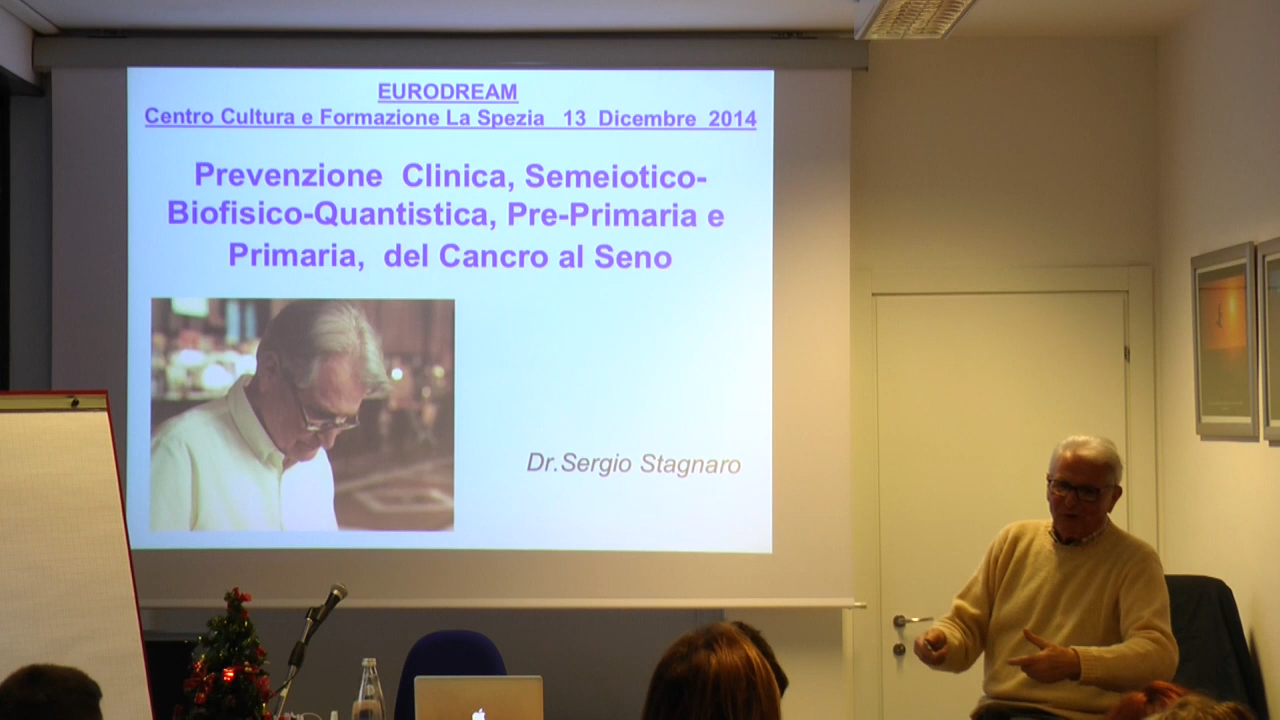 EURODREAM
Centro Cultura e Formazione La Spezia 13 Dicembre 2014
Prevenzione Clinica, Semeiotico-
Biofisico-Quantistica, Pre-Primaria e
Primaria, del Cancro al Seno
Dr.Sergio Stagnaro